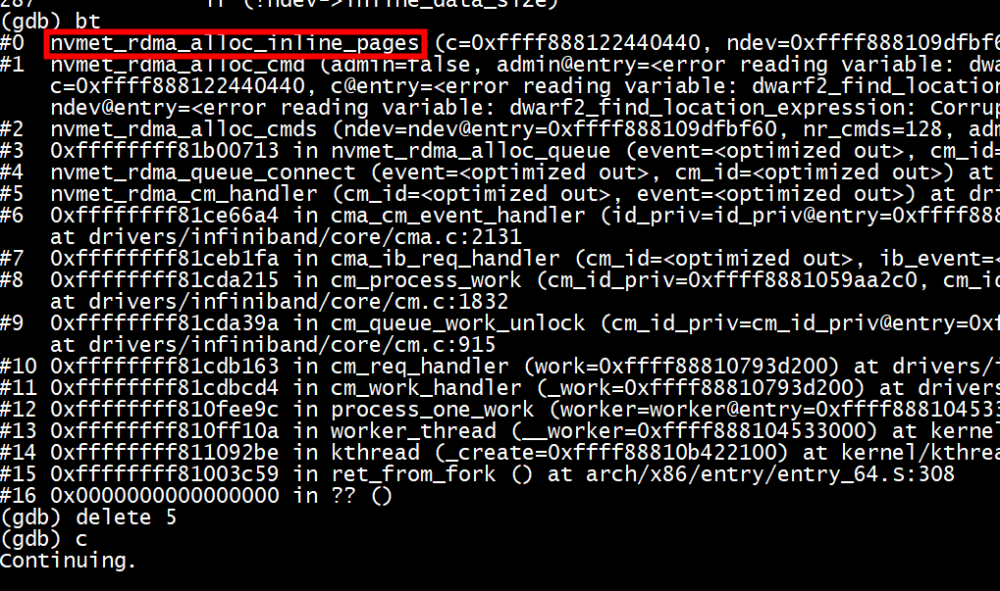 287             if (!ndev->inline_data_size)
(gdb) bt
#0  nvmet_rdma_alloc_inline_pages (c=0xffff888122440440, ndev=0xffff888109dfbf6
#1  nvmet_rdma_alloc_cmd (admin=false, admin@entry=<error reading variable: dwa
    c=0xffff888122440440, c@entry=<error reading variable: dwarf2_find_location
    ndev@entry=<error reading variable: dwarf2_find_location_expression: Corrup
#2  nvmet_rdma_alloc_cmds (ndev=ndev@entry=0xffff888109dfbf60, nr_cmds=128, adm
#3  0xffffffff81b00713 in nvmet_rdma_alloc_queue (event=<optimized out>, cm_id=
#4  nvmet_rdma_queue_connect (event=<optimized out>, cm_id=<optimized out>) at
#5  nvmet_rdma_cm_handler (cm_id=<optimized out>, event=<optimized out>) at dri
#6  0xffffffff81ce66a4 in cma_cm_event_handler (id_priv=id_priv@entry=0xffff888
    at drivers/infiniband/core/cma.c:2131
#7  0xffffffff81ceb1fa in cma_ib_req_handler (cm_id=<optimized out>, ib_event=<
#8  0xffffffff81cda215 in cm_process_work (cm_id_priv=0xffff8881059aa2c0, cm_id
    at drivers/infiniband/core/cm.c:1832
#9  0xffffffff81cda39a in cm_queue_work_unlock (cm_id_priv=cm_id_priv@entry=0xf
    at drivers/infiniband/core/cm.c:915
#10 0xffffffff81cdb163 in cm_req_handler (work=0xffff88810793d200) at drivers/i
#11 0xffffffff81cdbcd4 in cm_work_handler (_work=0xffff88810793d200) at drivers
#12 0xffffffff810fee9c in process_one_work (worker=worker@entry=0xffff888104533
#13 0xffffffff810ff10a in worker_thread (__worker=0xffff888104533000) at kernel
#14 0xffffffff811092be in kthread (_create=0xffff88810b422100) at kernel/kthrea
#15 0xffffffff81003c59 in ret_from_fork () at arch/x86/entry/entry_64.S:308
#16 0x0000000000000000 in ?? ()
(gdb) delete 5
(gdb) c
Continuing.